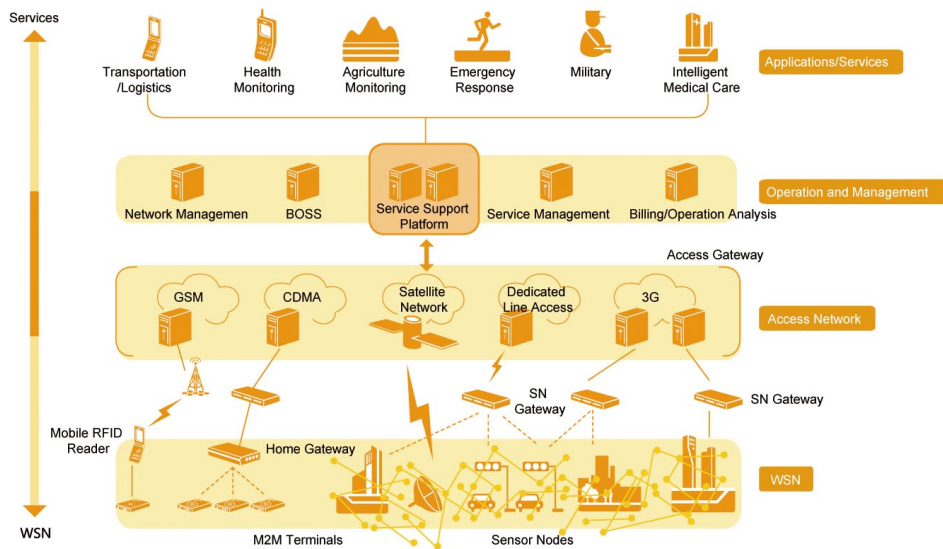 Services
Transportation
/Logistics
Health
Monitoring
Agriculture
Monitoring
Emergency
Response
Military
Intelligent
Medical Care
Applications/Services
Network Managemen
BOSS
Service Support
Platform
Service Management
Billing/Operation Analysis
Operation and Management
Access Gateway
GSM
CDMA
Satellite
Network
Dedicated
Line Access
3G
Access Network
SN
Gateway
SN Gateway
Mobile RFID
Reader
Home Gateway
WSN
WSN
M2M Terminals
Sensor Nodes